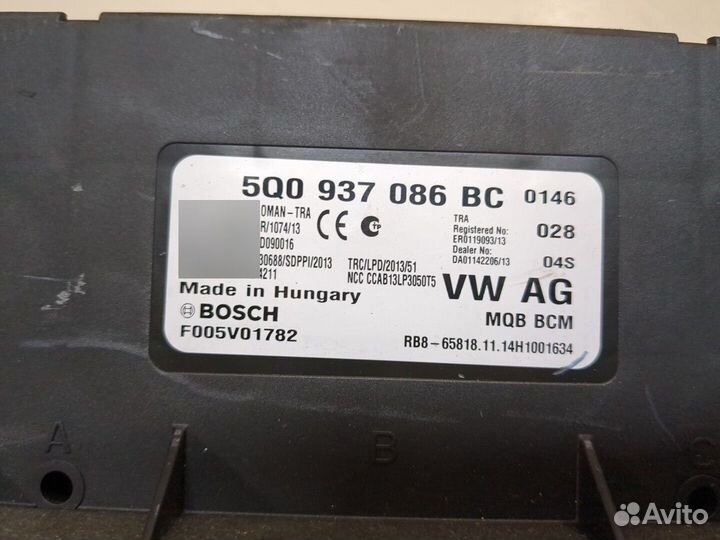 5Q0 937 086 BC 0146
OMAN-TRA
R/1074/13
D090016
30688/SDPPI/2013
4211
CE
TRC/LPD/2013/51
NCC CCAB13LP3050T5
TRA
Registered No:
ER0119093/13
Dealer No:
DA01142206/13
028
04S
Made in Hungary
VW AG
BOSCH
MQB BCM
F005V01782
RB8-65818.11.14H1001634
A
B
C
Avito